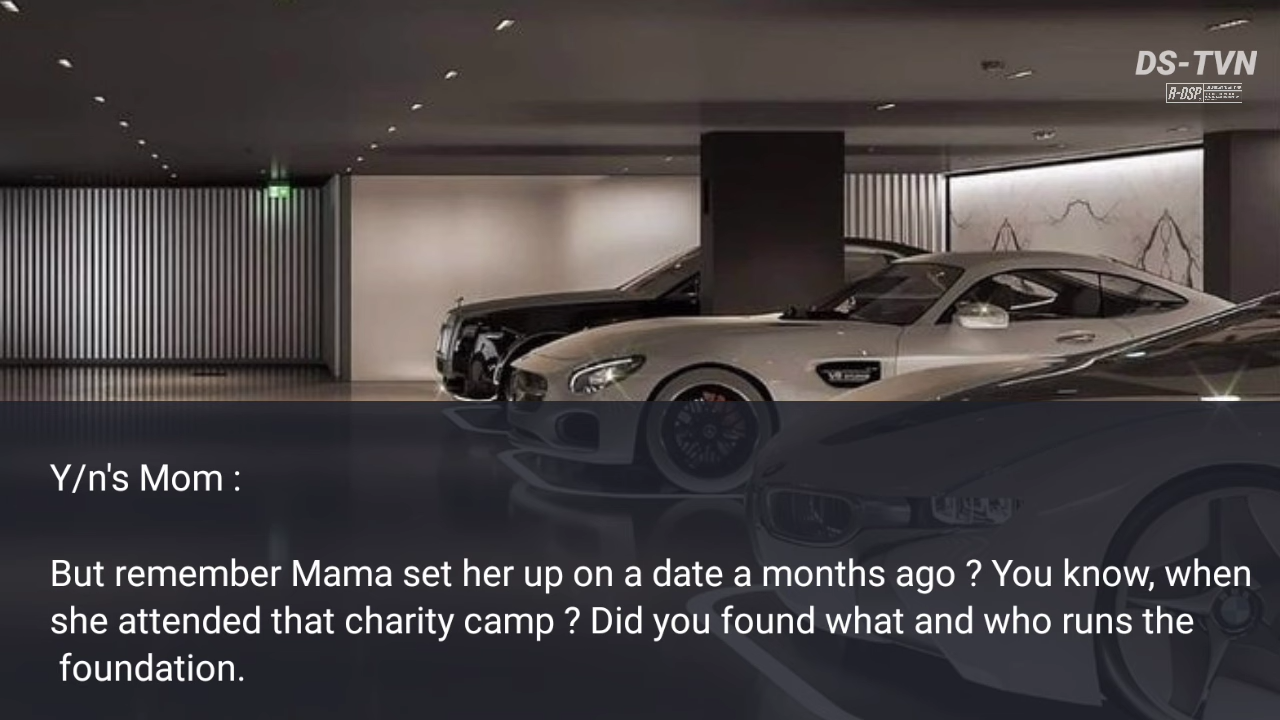 DS-TVN
R-DSP.
Y/n's Mom :
But remember Mama set her up on a date a months ago ? You know, when
she attended that charity camp ? Did you found what and who runs the
foundation.